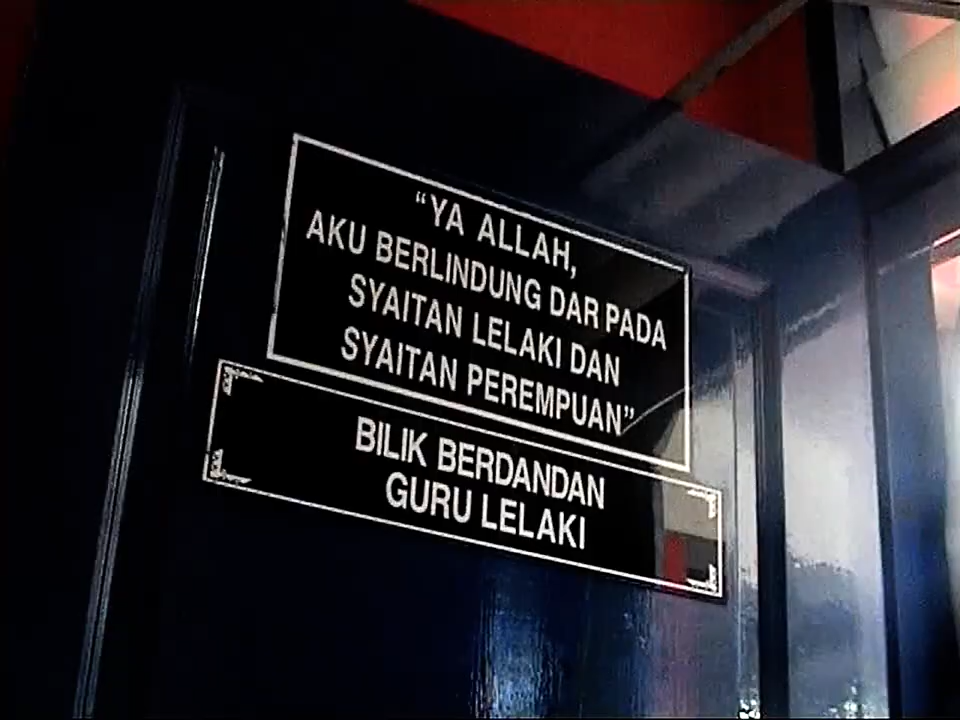 “YA ALLAH,
AKU BERLINDUNG DAR PADA
SYAITAN LELAKI DAN
SYAITAN PEREMPUAN”
BILIK BERDANDAN
GURU LELAKI